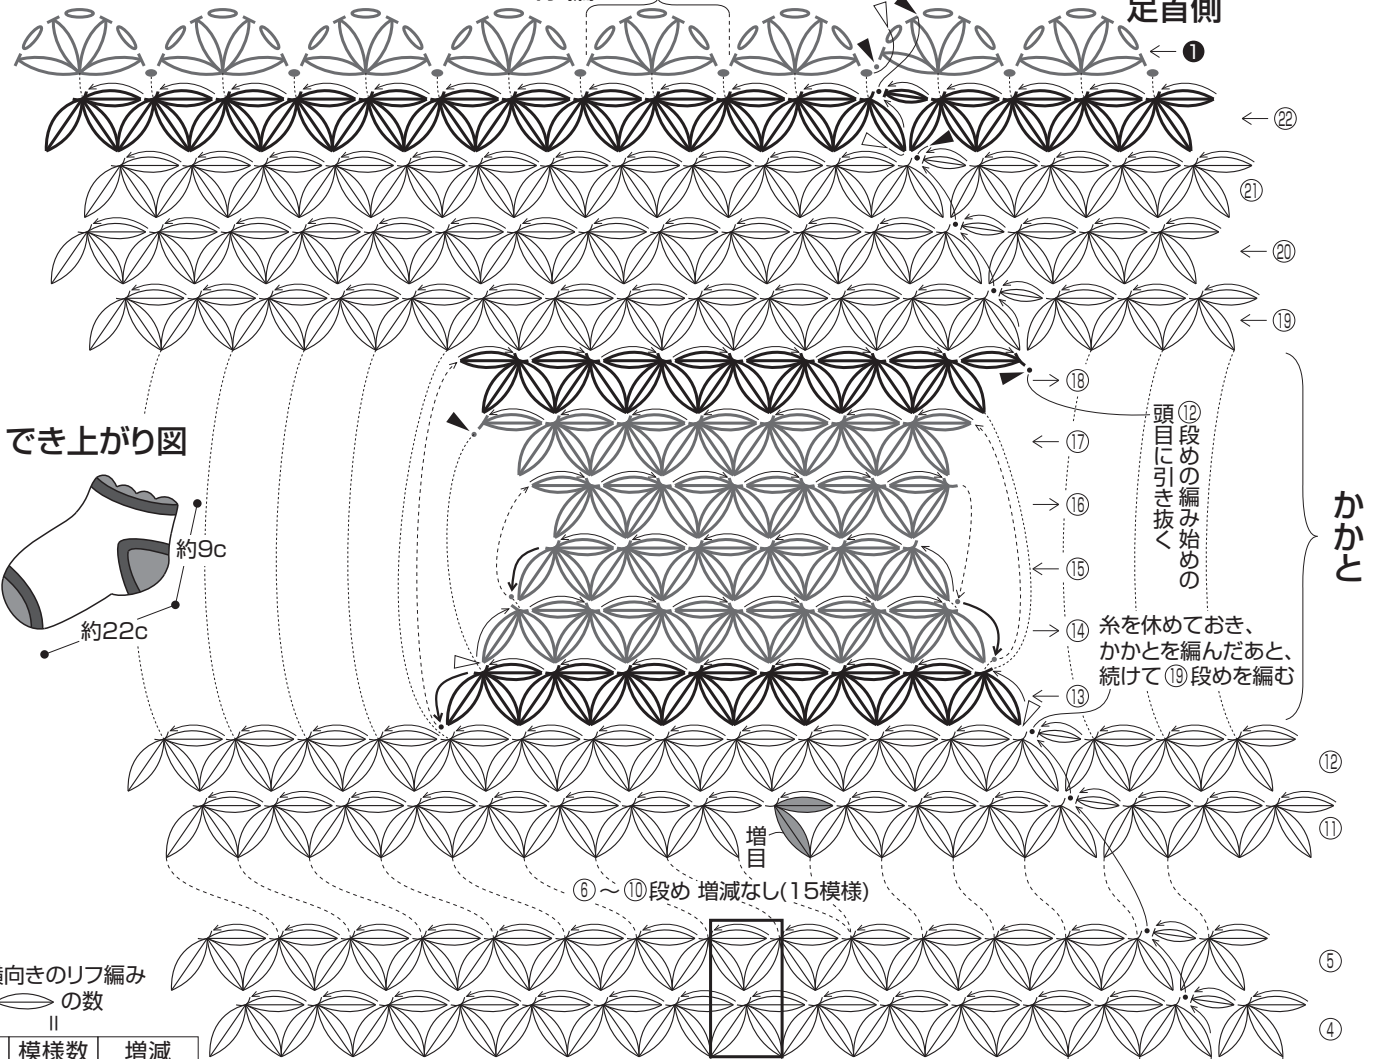 足首側
❶
㉒
㉑
⑳
⑲
⑱
⑰
⑯
⑮
⑭
⑬
⑫段めの編み始めの
頭目に引き抜く
かかと
糸を休めておき、
かかとを編んだあと、
続けて⑲段めを編む
でき上がり図
約9c
約22c
⑫
⑪
増目
⑥～⑩段め 増減なし(15模様)
⑤
④
向きのリフ編み
の数
=
模様数 増減